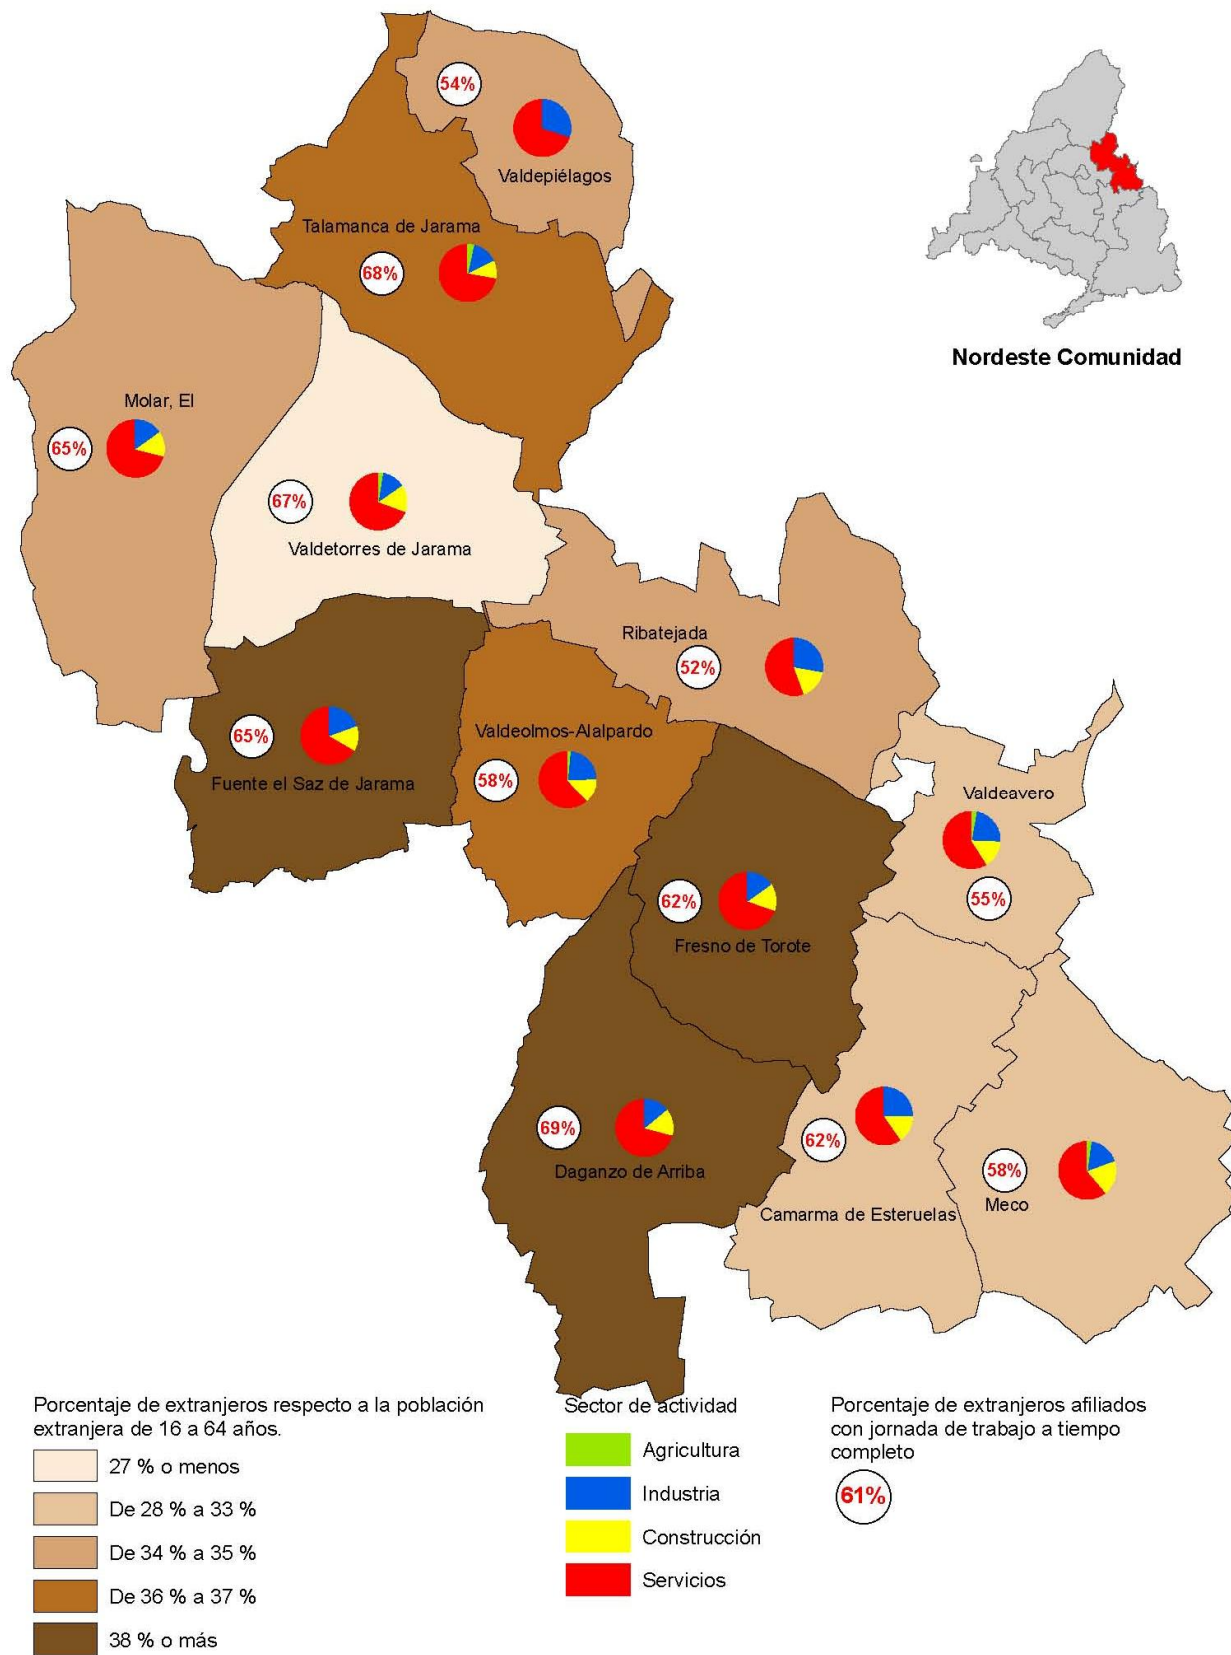 54%
Valdepiélagos
Talamanca de Jarama
68%
Nordeste Comunidad
Molar, El
65%
67%
Valdetorres de Jarama
Ribatejada
52%
65%
Fuente el Saz de Jarama
Valdeolmos-Alalpardo
58%
Valdeavero
55%
62%
Fresno de Torote
69%
Daganzo de Arriba
62%
Camarma de Esteruelas
58%
Meco
Porcentaje de extranjeros respecto a la población
extranjera de 16 a 64 años.
27 % o menos
De 28 % a 33 %
De 34 % a 35 %
De 36 % a 37 %
38 % o más
Sector de actividad
Agricultura
Industria
Construcción
Servicios
Porcentaje de extranjeros afiliados
con jornada de trabajo a tiempo
completo
61%